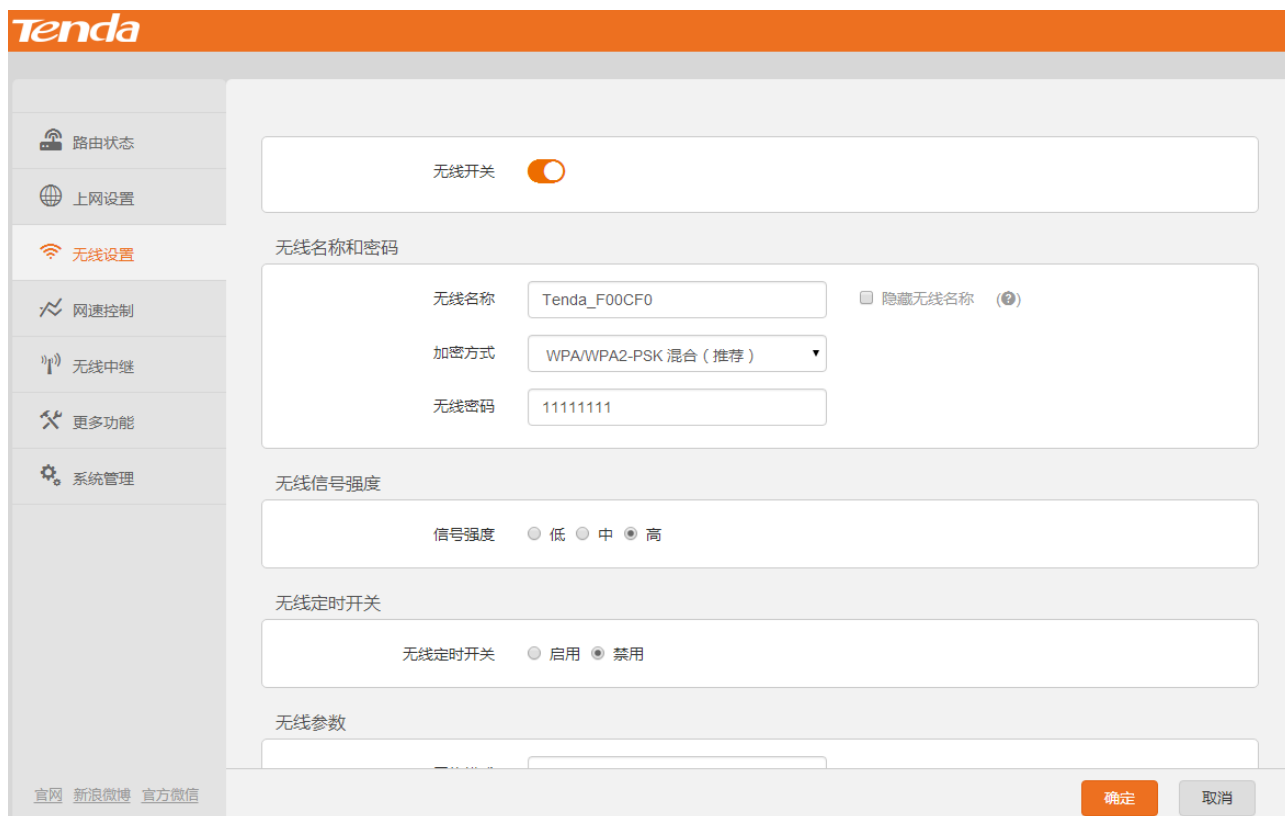 Tenda
路由状态
上网设置
无线设置
网速控制
无线中继
更多功能
系统管理
官网 新浪微博 官方微信
无线开关
无线名称和密码
无线名称 Tenda_F00CF0 隐藏无线名称 (?)
加密方式 WPA/WPA2-PSK 混合 ( 推荐 )
无线密码 11111111
无线信号强度
信号强度 低 中 高
无线定时开关
无线定时开关 启用 禁用
无线参数
确定 取消